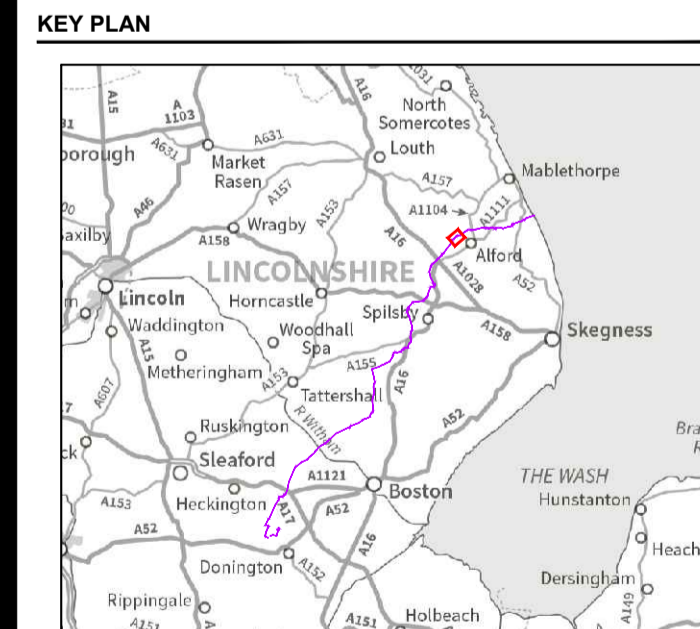 KEY PLAN
A15
A
1103
A16
North
Somercotes
A631
A631
borough
Market
Rasen
Louth
A157
Mablethorpe
A157
A1104
A1111
A46
A153
Wragby
A158
A16
Alford
LINCOLNSHIRE
A1028
A52
Lincoln
Horncastle
Spilsby
Waddington
Woodhall
Spa
A158
Skegness
A15
Metheringham
A153
A155
A607
Tattershall
A16
R Witham
Ruskington
A52
Sleaford
A1121
THE WASH
Heckington
Boston
Hunstanton
A153
A17
A52
A52
A16
Donington
A152
Dersingham
Rippingale
A149
A151
A151
Holbeach